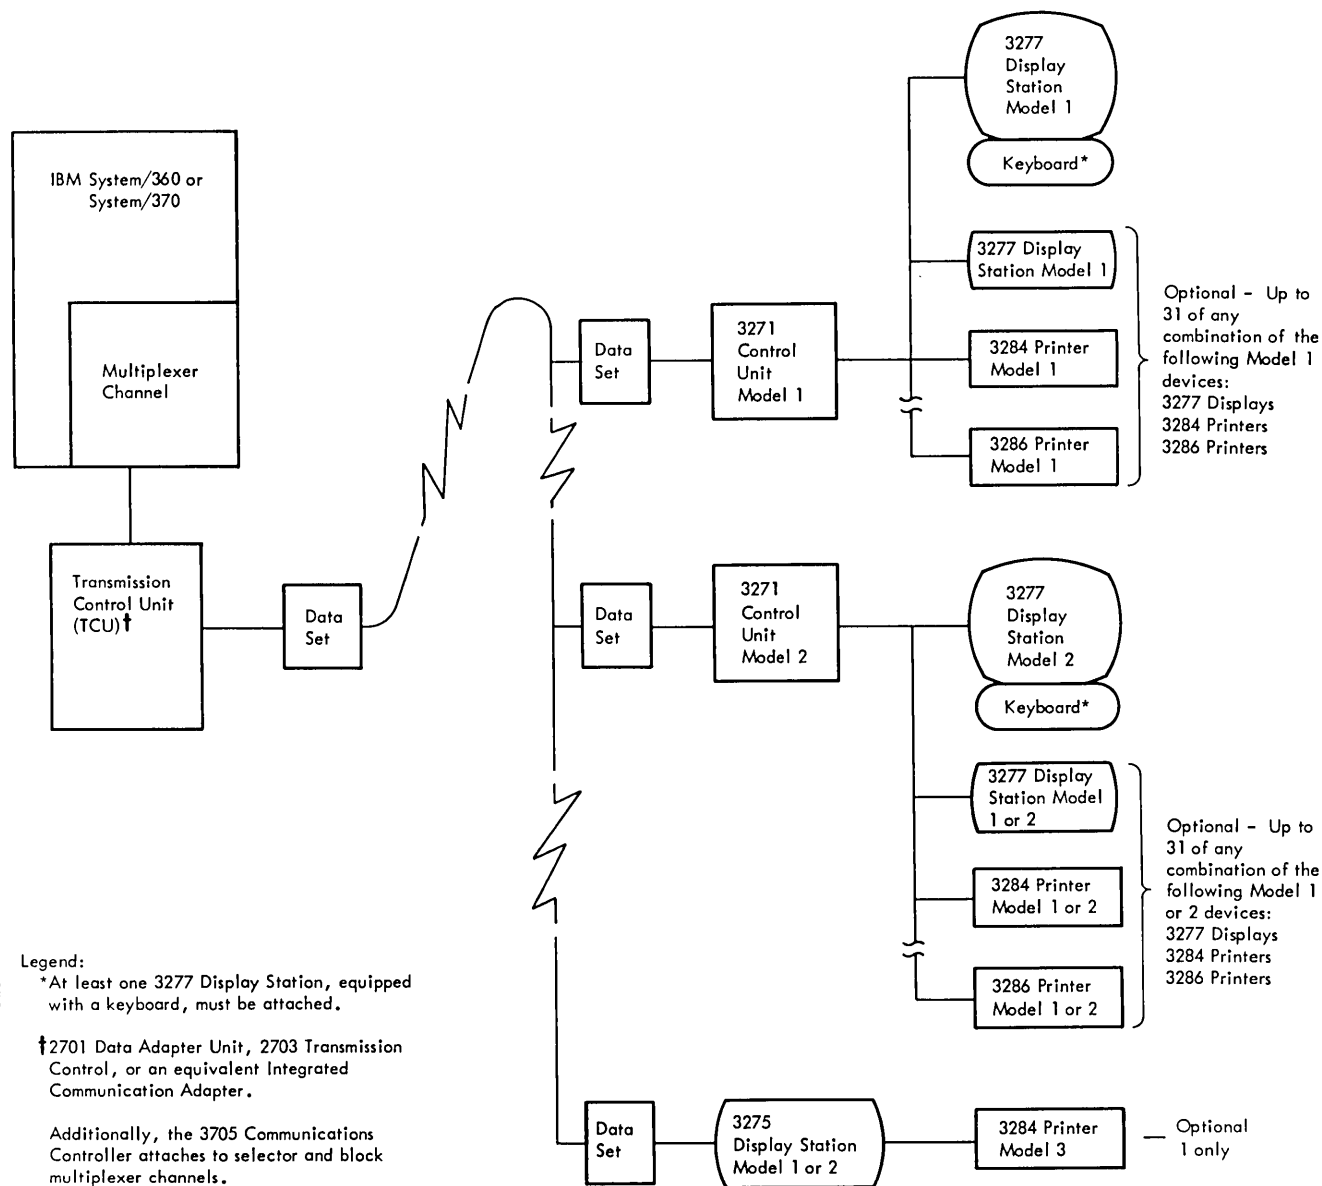 3277
Display
Station
Model 1
Keyboard*
IBM System/360 or
System/370
Multiplexer
Channel
3277 Display
Station Model 1
Optional - Up to
31 of any
combination of the
following Model 1
devices:
3277 Displays
3284 Printers
3286 Printers
Data
Set
3271
Control
Unit
Model 1
3284 Printer
Model 1
3286 Printer
Model 1
Transmission
Control Unit
(TCU)†
Data
Set
Data
Set
3271
Control
Unit
Model 2
3277
Display
Station
Model 2
Keyboard*
3277 Display
Station Model
1 or 2
3284 Printer
Model 1 or 2
3286 Printer
Model 1 or 2
Optional - Up to
31 of any
combination of the
following Model 1
or 2 devices:
3277 Displays
3284 Printers
3286 Printers
Legend:
*At least one 3277 Display Station, equipped
with a keyboard, must be attached.
†2701 Data Adapter Unit, 2703 Transmission
Control, or an equivalent Integrated
Communication Adapter.
Additionally, the 3705 Communications
Controller attaches to selector and block
multiplexer channels.
Data
Set
3275
Display Station
Model 1 or 2
3284 Printer
Model 3
— Optional
1 only